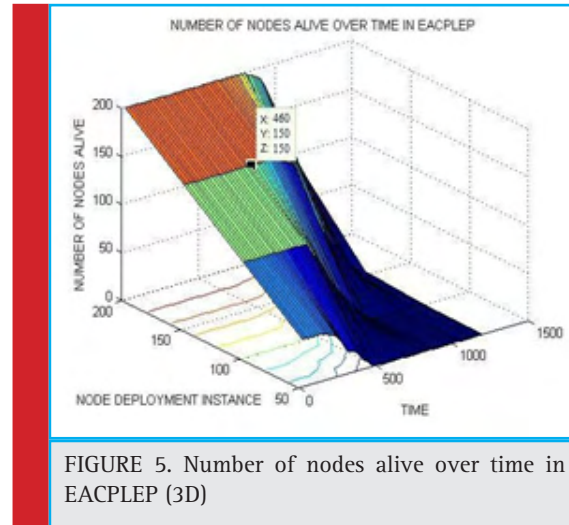 NUMBER OF NODES ALIVE OVER TIME IN EACPLEP
X: 460
Y: 150
Z: 150
NUMBER OF NODES ALIVE
200
150
100
50
0
200
150
100
50
NODE DEPLOYMENT INSTANCE
0
500
1000
1500
TIME
FIGURE 5. Number of nodes alive over time in
EACPLEP (3D)